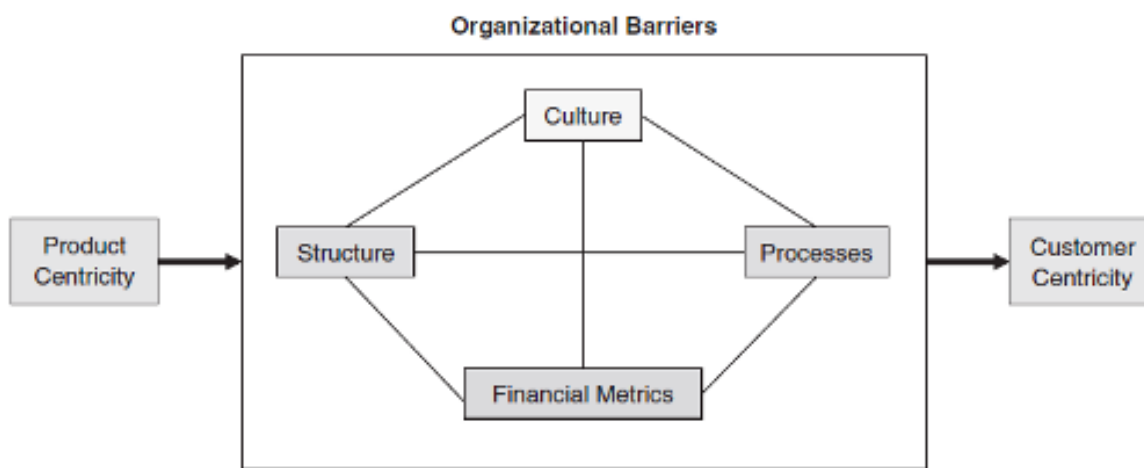 Organizational Barriers
Culture
Product
Centricity
Structure
Processes
Customer
Centricity
Financial Metrics